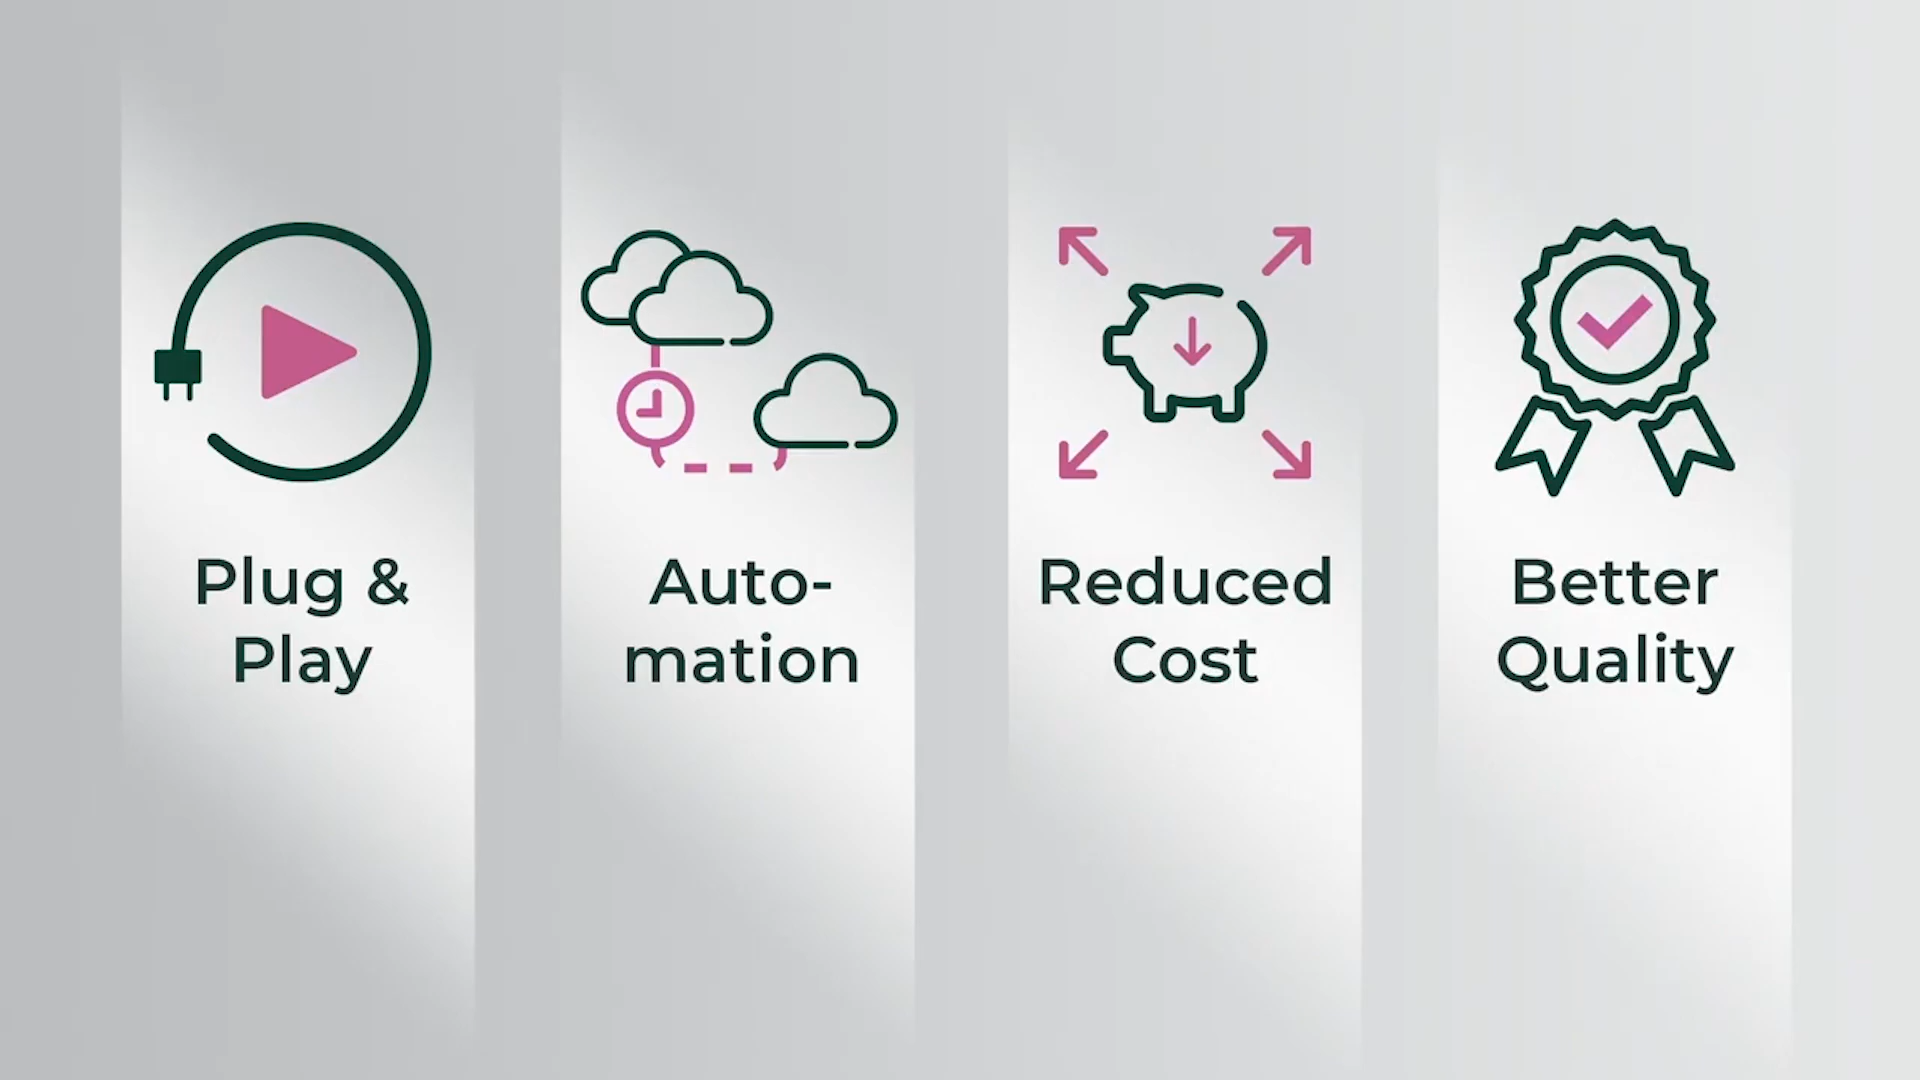 Plug &
Play
Auto-
mation
Reduced
Cost
Better
Quality